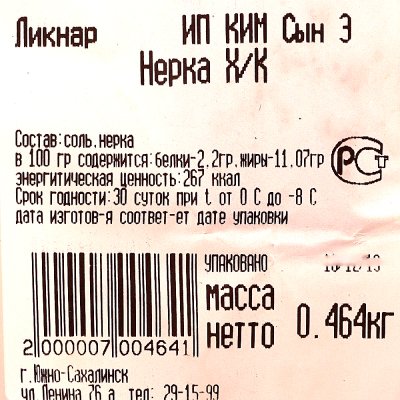 Ликнар ИП КИМ Сын Э
Нерка Х/К
Состав:соль,нерка
в 100 гр содержится:белки-2,2гр,жиры-11,07гр
энергитическая ценность:267 ккал
Срок годности:30 суток при t от 0 С до -8 С
дата изготов-я соответ-ет дате упаковки
РСТ
УПАКОВАНО
масса
нетто 0.464кг
2 000007 004641
г.Южно-Сахалинск
ул Ленина 76 а тел: 29-15-99